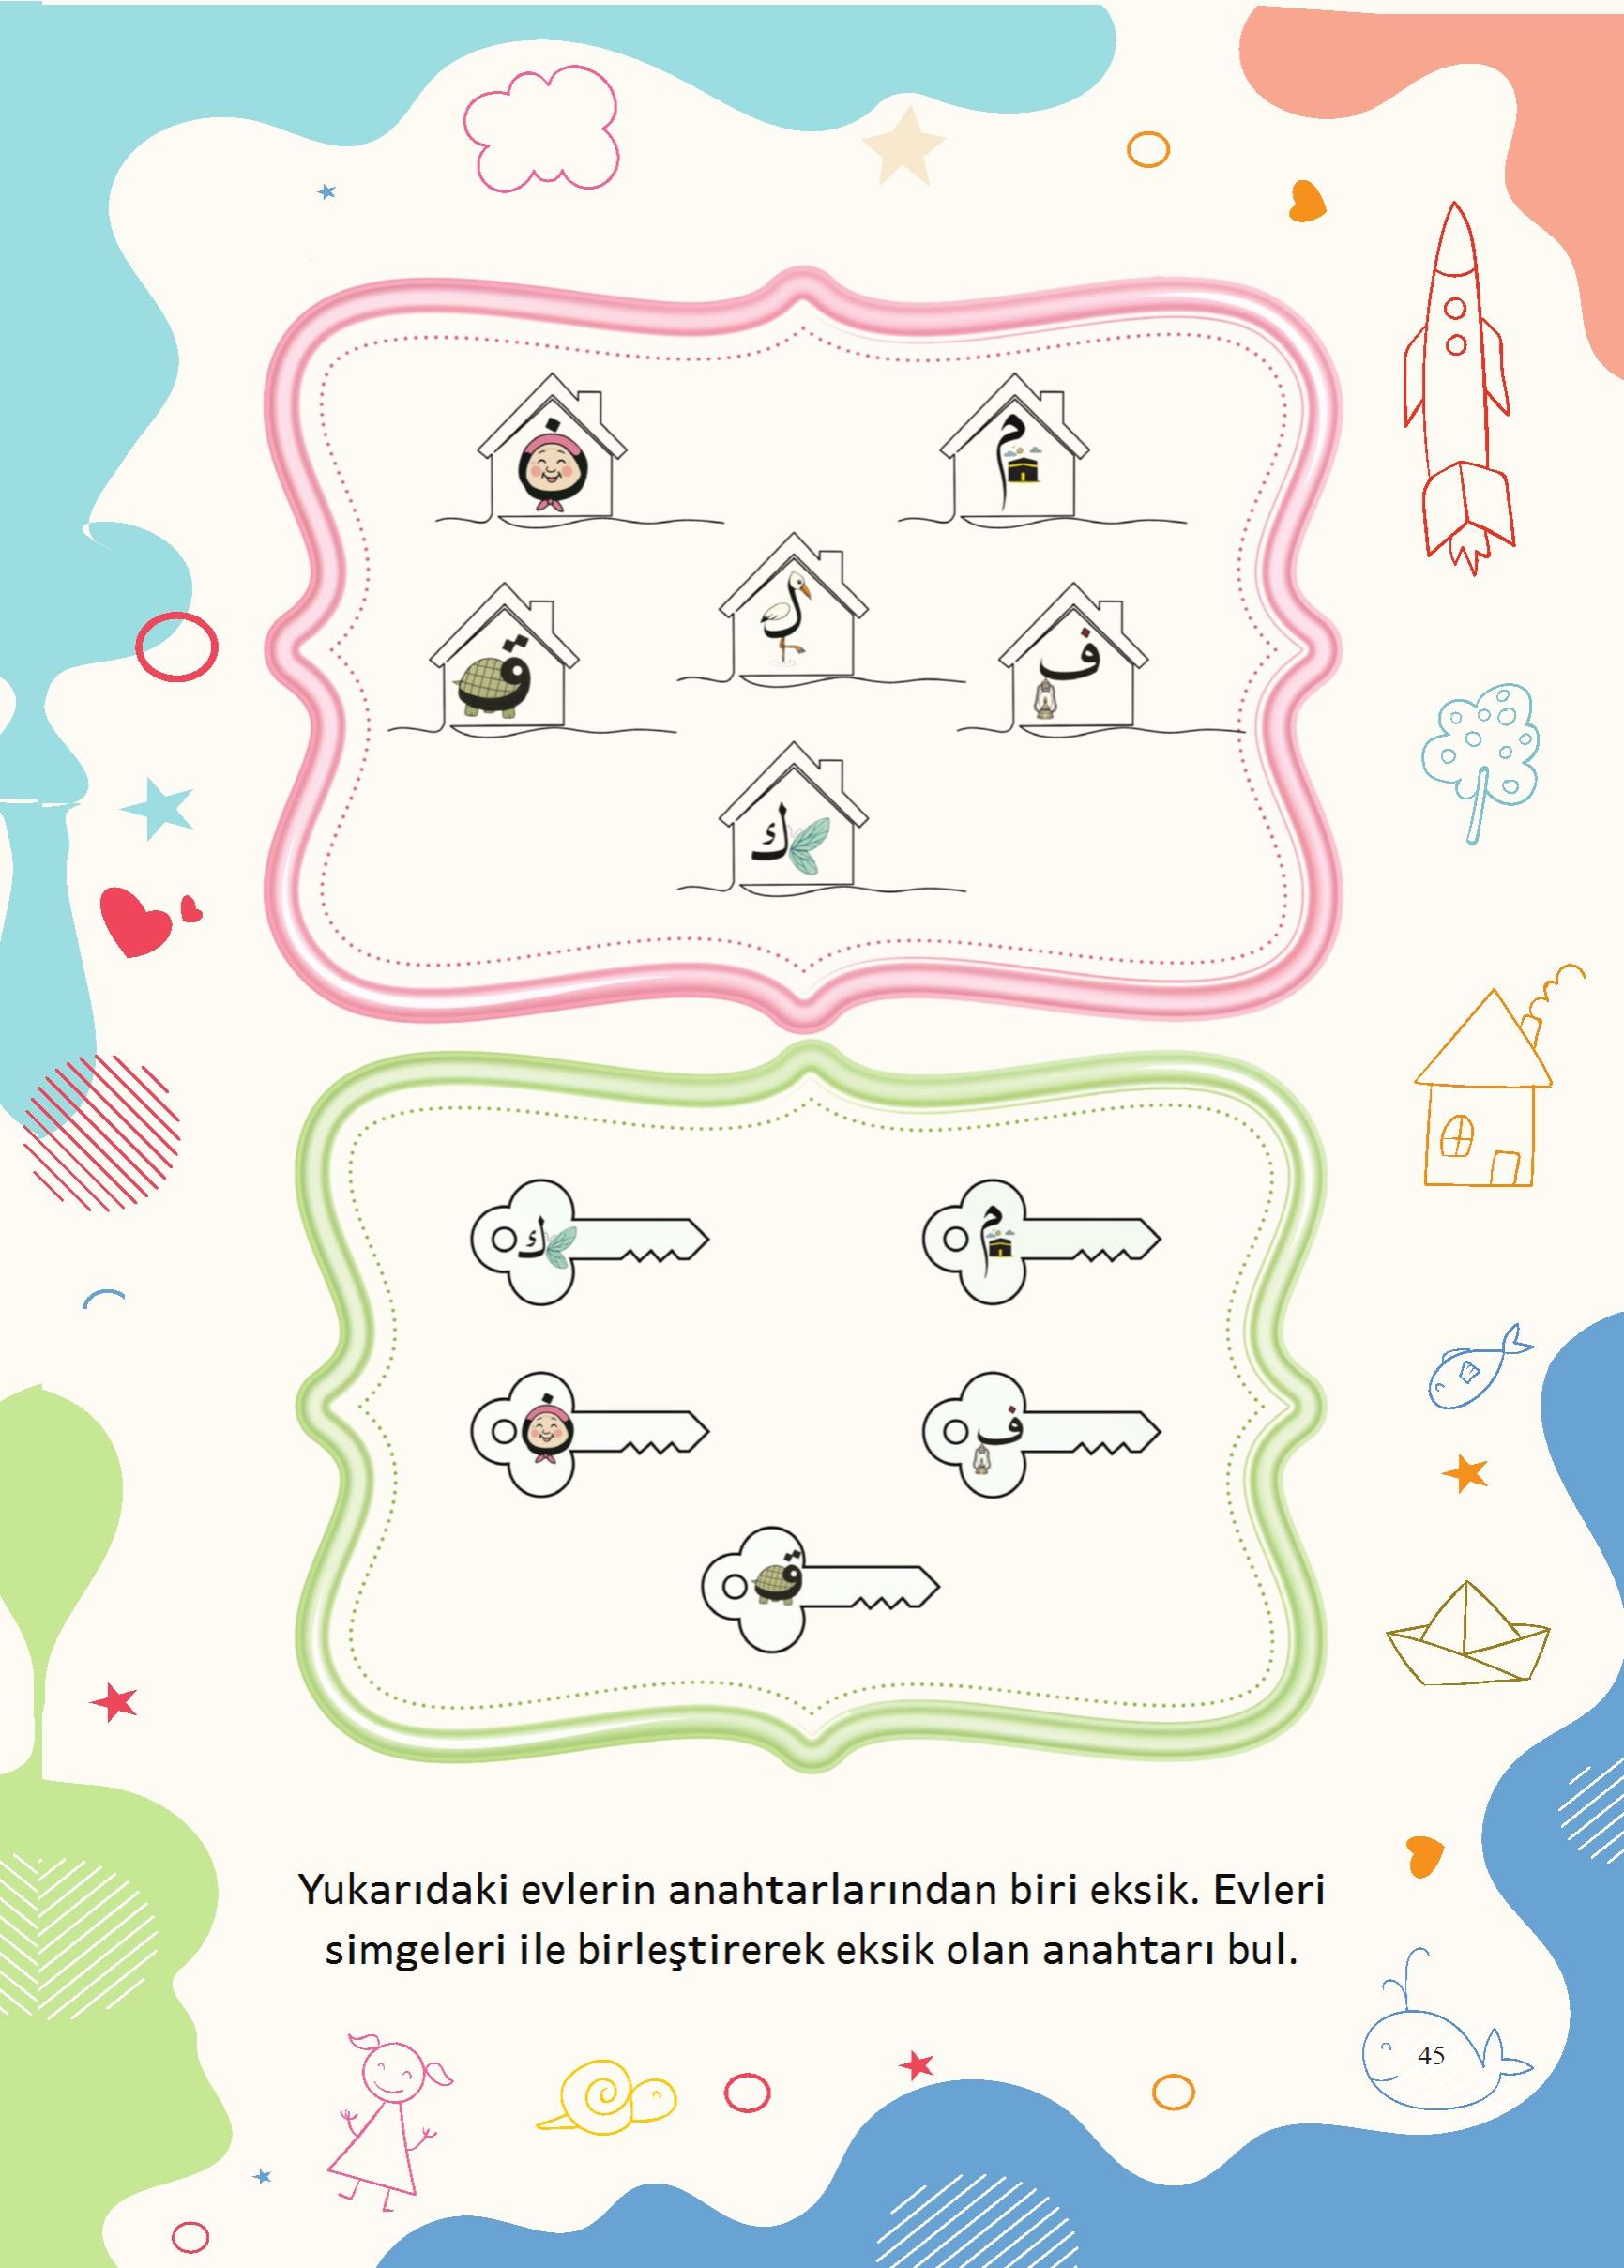 م
ف
ك
ك
م
ف
Yukarıdaki evlerin anahtarlarından biri eksik. Evleri
simgeleri ile birleştirerek eksik olan anahtarı bul.
45